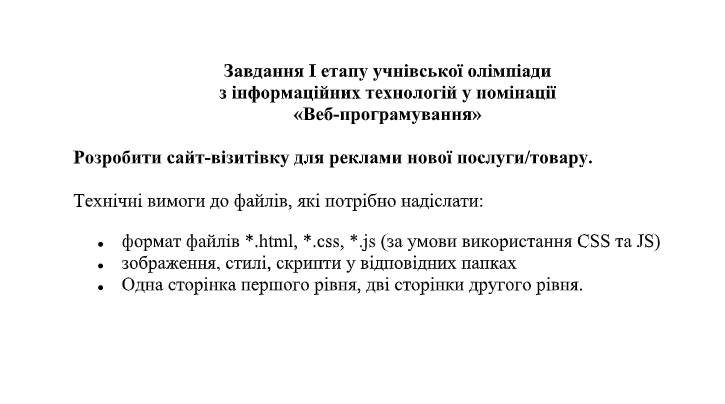 Завдання І етапу учнівської олімпіади
з інформаційних технологій у номінації
«Веб-програмування»
Розробити сайт-візитівку для реклами нової послуги/товару.
Технічні вимоги до файлів, які потрібно надіслати:
• формат файлів *.html, *.css, *.js (за умови використання CSS та JS)
• зображення, стилі, скрипти у відповідних папках
• Одна сторінка першого рівня, дві сторінки другого рівня.